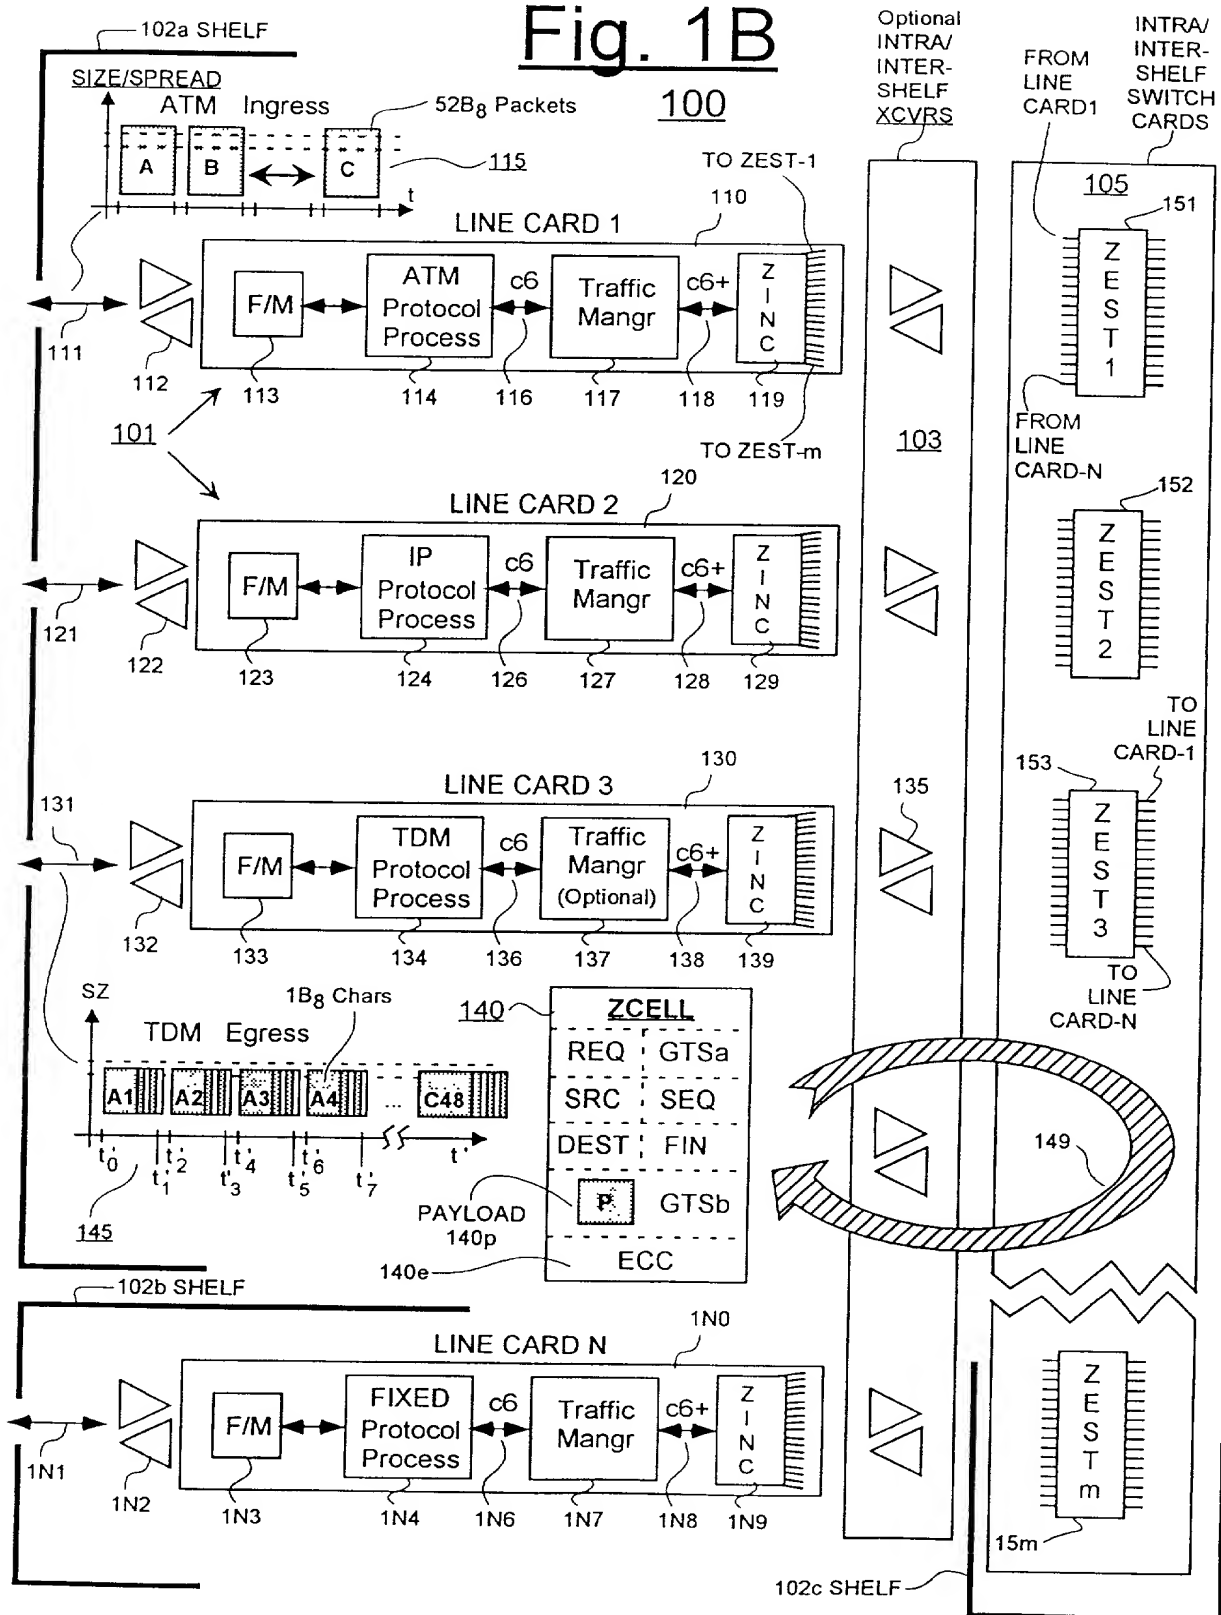 Fig. 1B
100
102a SHELF
SIZE/SPREAD
ATM Ingress
52B8 Packets
A
B
C
115
t
Optional
INTRA/
INTER-
SHELF
XCVRS
FROM
LINE
CARD1
INTRA/
INTER-
SHELF
SWITCH
CARDS
TO ZEST-1
LINE CARD 1
110
111
112
F/M
113
ATM
Protocol
Process
114
c6
116
Traffic
Mangr
117
c6+
118
ZINC
119
TO ZEST-m
101
103
105
151
ZEST1
FROM
LINE
CARD-N
LINE CARD 2
120
121
122
F/M
123
IP
Protocol
Process
124
c6
126
Traffic
Mangr
127
c6+
128
ZINC
129
152
ZEST2
TO
LINE
CARD-1
LINE CARD 3
130
131
132
F/M
133
TDM
Protocol
Process
134
c6
136
Traffic
Mangr
(Optional)
137
c6+
138
ZINC
139
135
153
ZEST3
TO
LINE
CARD-N
SZ
TDM Egress
1B8 Chars
A1
A2
A3
A4
...
C48
t'0
t'1
t'2
t'3
t'4
t'5
t'6
t'7
t'
145
140
ZCELL
REQ GTSa
SRC SEQ
DEST FIN
P GTSb
ECC
PAYLOAD
140p
140e
149
102b SHELF
LINE CARD N
1N0
1N1
1N2
F/M
1N3
FIXED
Protocol
Process
1N4
c6
1N6
Traffic
Mangr
1N7
c6+
1N8
ZINC
1N9
ZESTm
15m
102c SHELF